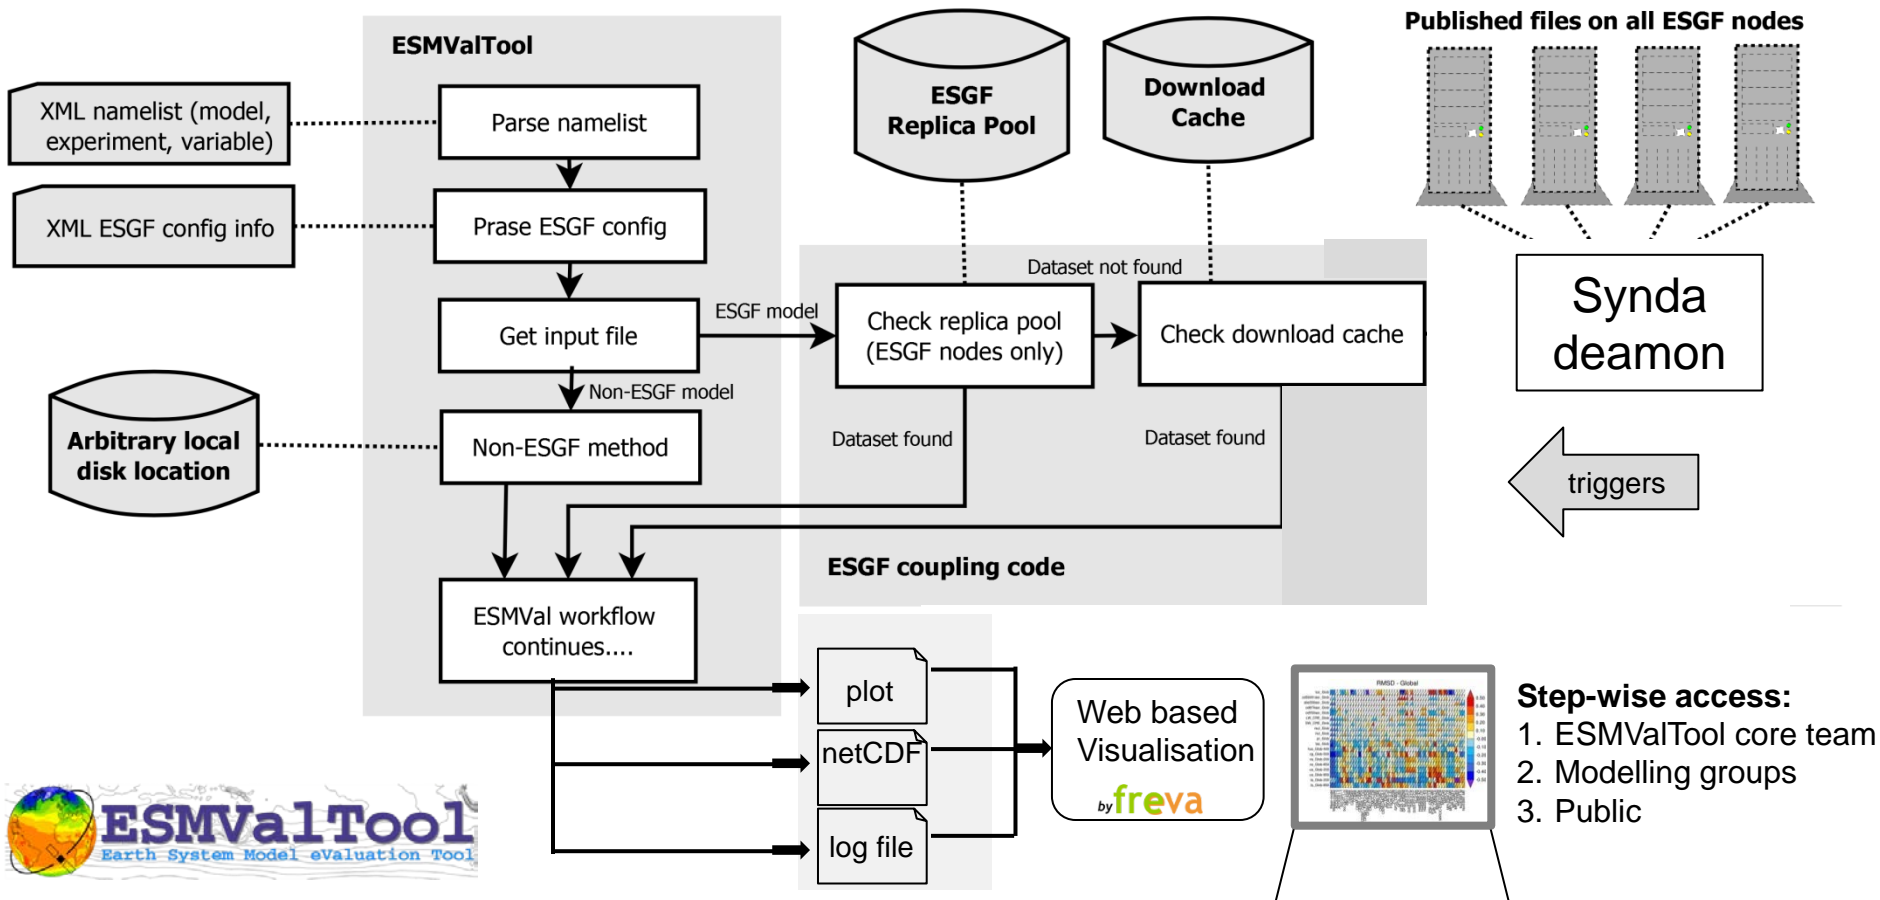 Published files on all ESGF nodes
ESMValTool
XML namelist (model,
experiment, variable)
Parse namelist
ESGF
Replica Pool
Download
Cache
XML ESGF config info
Prase ESGF config
Dataset not found
Synda
deamon
ESGF model
Get input file
Check replica pool
(ESGF nodes only)
Check download cache
Non-ESGF model
Arbitrary local
disk location
Non-ESGF method
Dataset found
Dataset found
triggers
ESGF coupling code
ESMVal workflow
continues....
plot
netCDF
log file
Web based
Visualisation
by freva
RMSD - Global
Step-wise access:
1. ESMValTool core team
2. Modelling groups
3. Public
ESMValTool
Earth System Model eValuation Tool